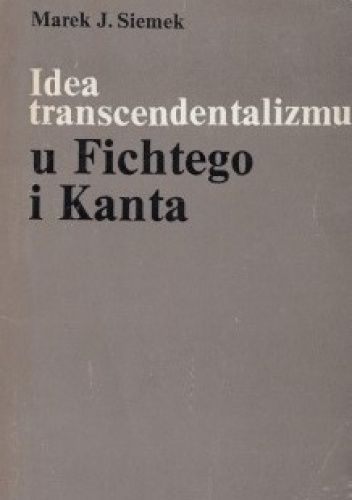 Marek J. Siemek
Idea
transcendentalizmu
u Fichtego
i Kanta